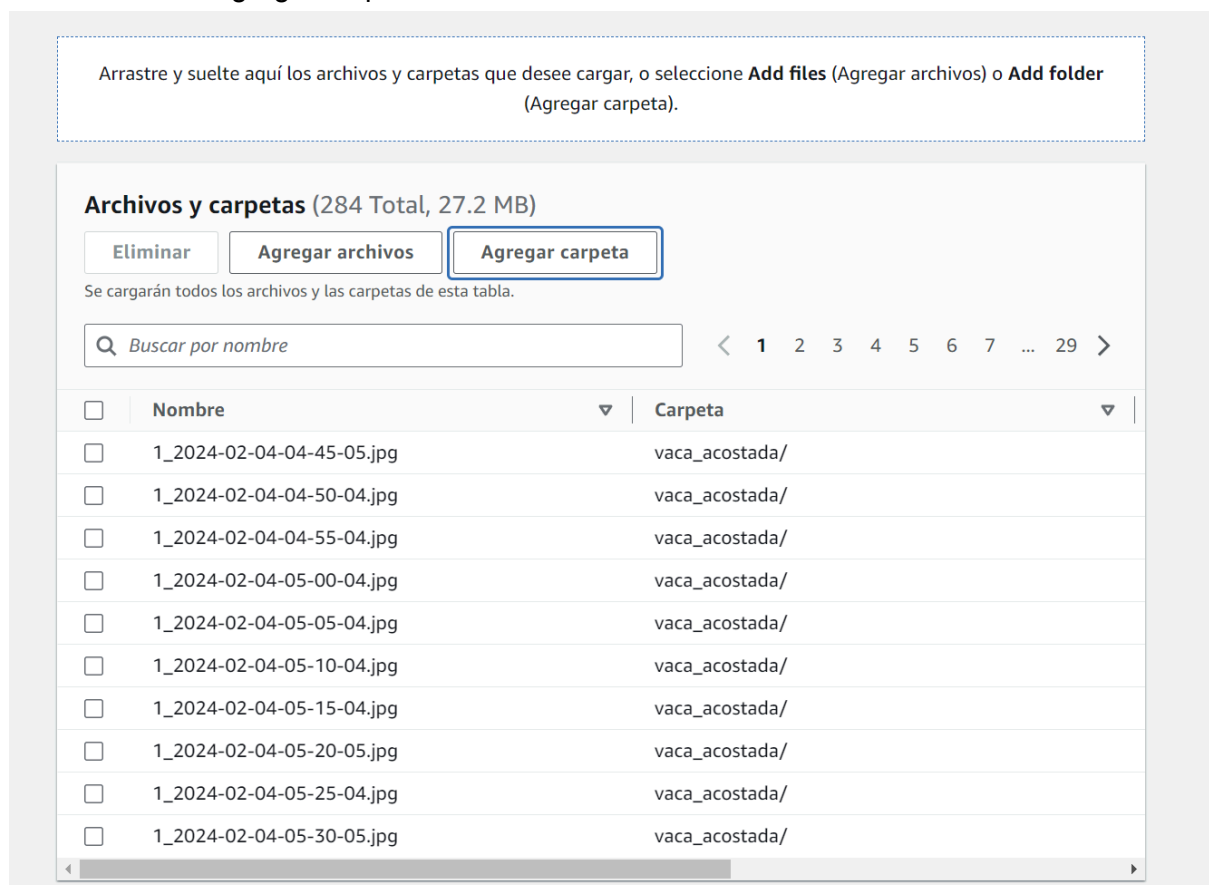 Arrastre y suelte aquí los archivos y carpetas que desee cargar, o seleccione Add files (Agregar archivos) o Add folder
(Agregar carpeta).
Archivos y carpetas (284 Total, 27.2 MB)
Eliminar Agregar archivos Agregar carpeta
Se cargarán todos los archivos y las carpetas de esta tabla.
Buscar por nombre 1 2 3 4 5 6 7 ... 29
Nombre Carpeta
1_2024-02-04-04-45-05.jpg vaca_acostada/
1_2024-02-04-04-50-04.jpg vaca_acostada/
1_2024-02-04-04-55-04.jpg vaca_acostada/
1_2024-02-04-05-00-04.jpg vaca_acostada/
1_2024-02-04-05-05-04.jpg vaca_acostada/
1_2024-02-04-05-10-04.jpg vaca_acostada/
1_2024-02-04-05-15-04.jpg vaca_acostada/
1_2024-02-04-05-20-05.jpg vaca_acostada/
1_2024-02-04-05-25-04.jpg vaca_acostada/
1_2024-02-04-05-30-05.jpg vaca_acostada/